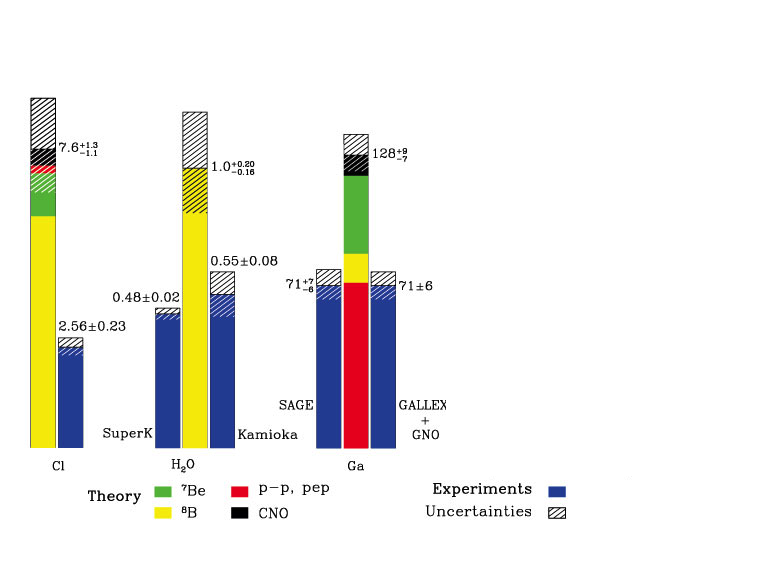 7.6+1.3−1.1
1.0+0.20−0.16
128+9−7
0.55±0.08
71+7−6
71±6
0.48±0.02
2.56±0.23
SAGE
GALLEX
+
GNO
SuperK
Kamioka
Cl
H2O
Ga
Theory
7Be
p−p, pep
8B
CNO
Experiments
Uncertainties